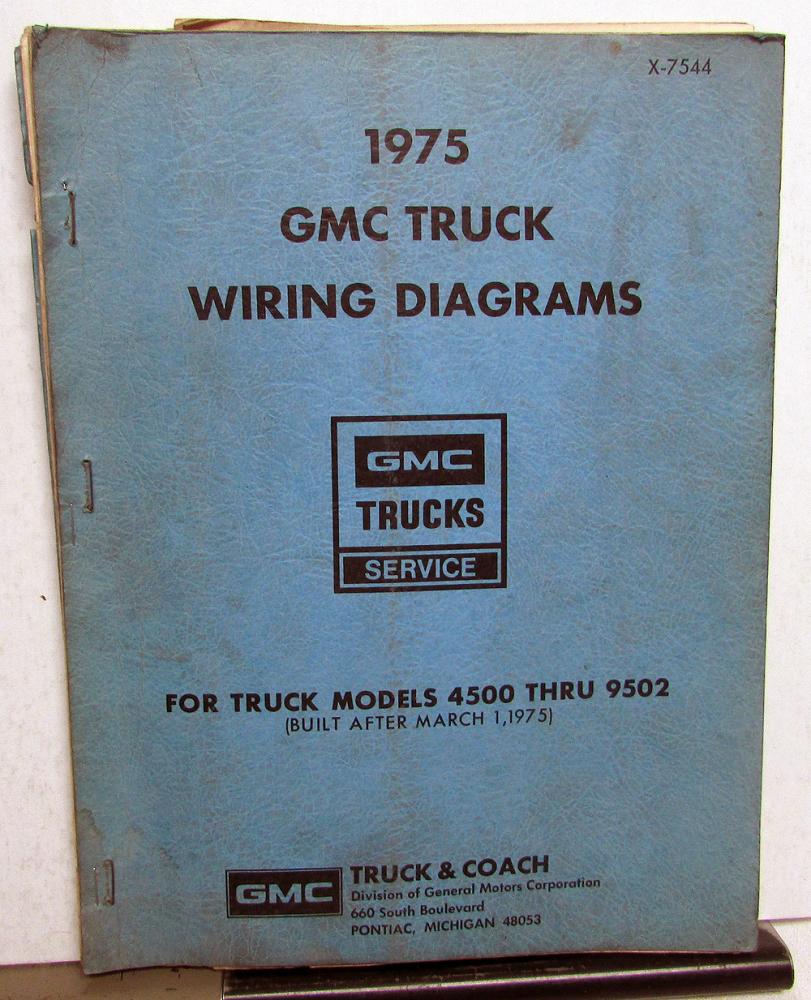 X-7544
1975
GMC TRUCK
WIRING DIAGRAMS
GMC
TRUCKS
SERVICE
FOR TRUCK MODELS 4500 THRU 9502
(BUILT AFTER MARCH 1,1975)
GMC
TRUCK & COACH
Division of General Motors Corporation
660 South Boulevard
PONTIAC, MICHIGAN 48053